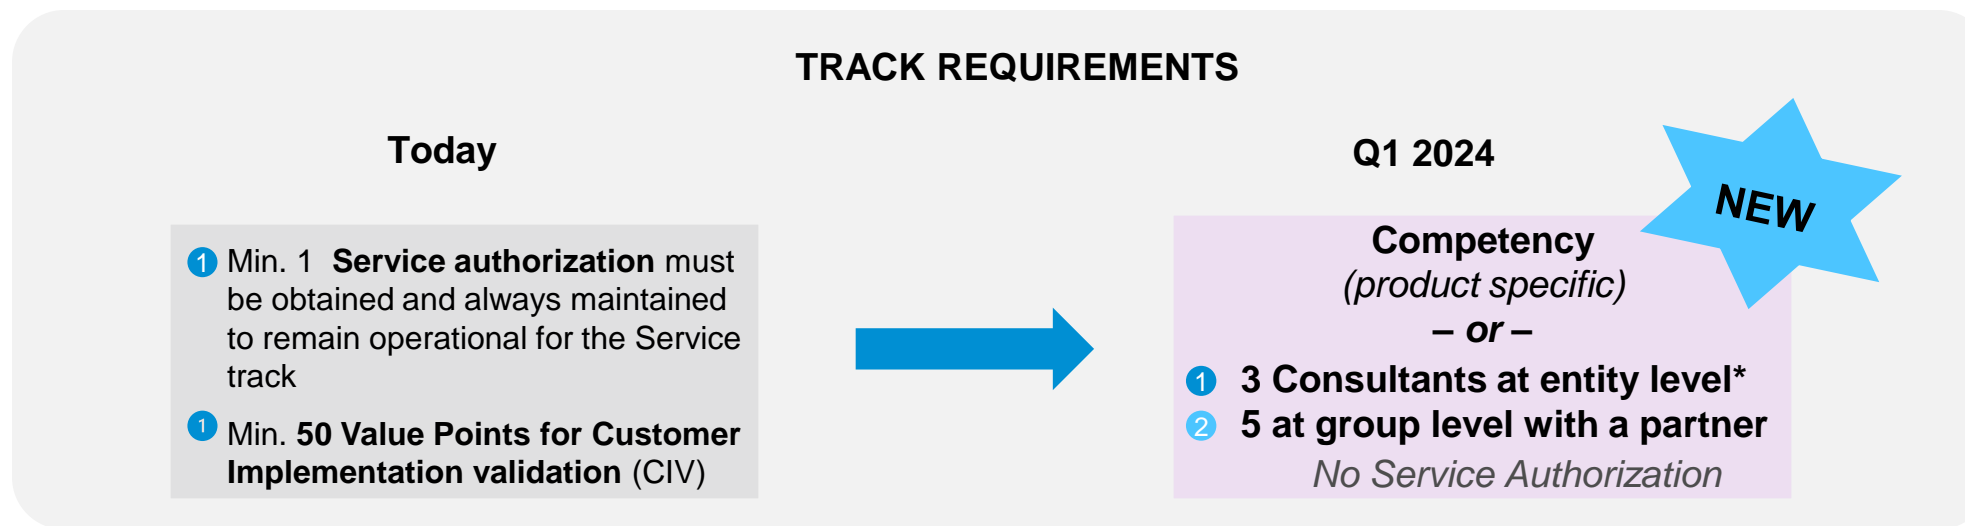 TRACK REQUIREMENTS
Today
1 Min. 1 Service authorization must
be obtained and always maintained
to remain operational for the Service
track
1 Min. 50 Value Points for Customer
Implementation validation (CIV)
Q1 2024
NEW
Competency
(product specific)
– or –
1 3 Consultants at entity level*
2 5 at group level with a partner
No Service Authorization